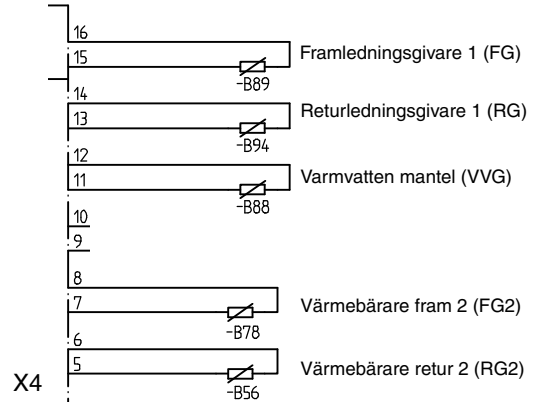 16
15
-B89
Framledningsgivare 1 (FG)
14
13
-B94
Returledningsgivare 1 (RG)
12
11
-B88
Varmvatten mantel (VVG)
10
9
8
7
-B78
Värmebärare fram 2 (FG2)
6
5
-B56
Värmebärare retur 2 (RG2)
X4